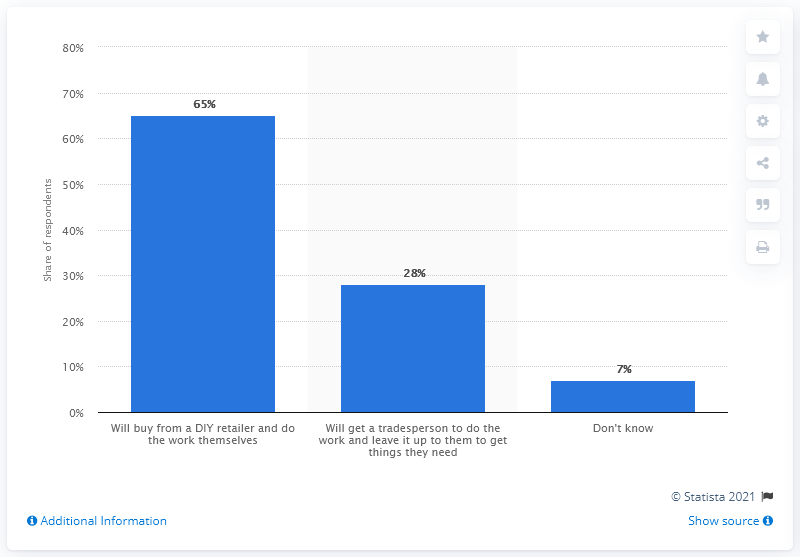 80%
70%
60%
50%
40%
30%
20%
10%
0%
Share of respondents
65%
28%
7%
Will buy from a DIY retailer and do
the work themselves
Will get a tradesperson to do the
work and leave it up to them to get
things they need
Don't know
© Statista 2021
Additional Information
Show source